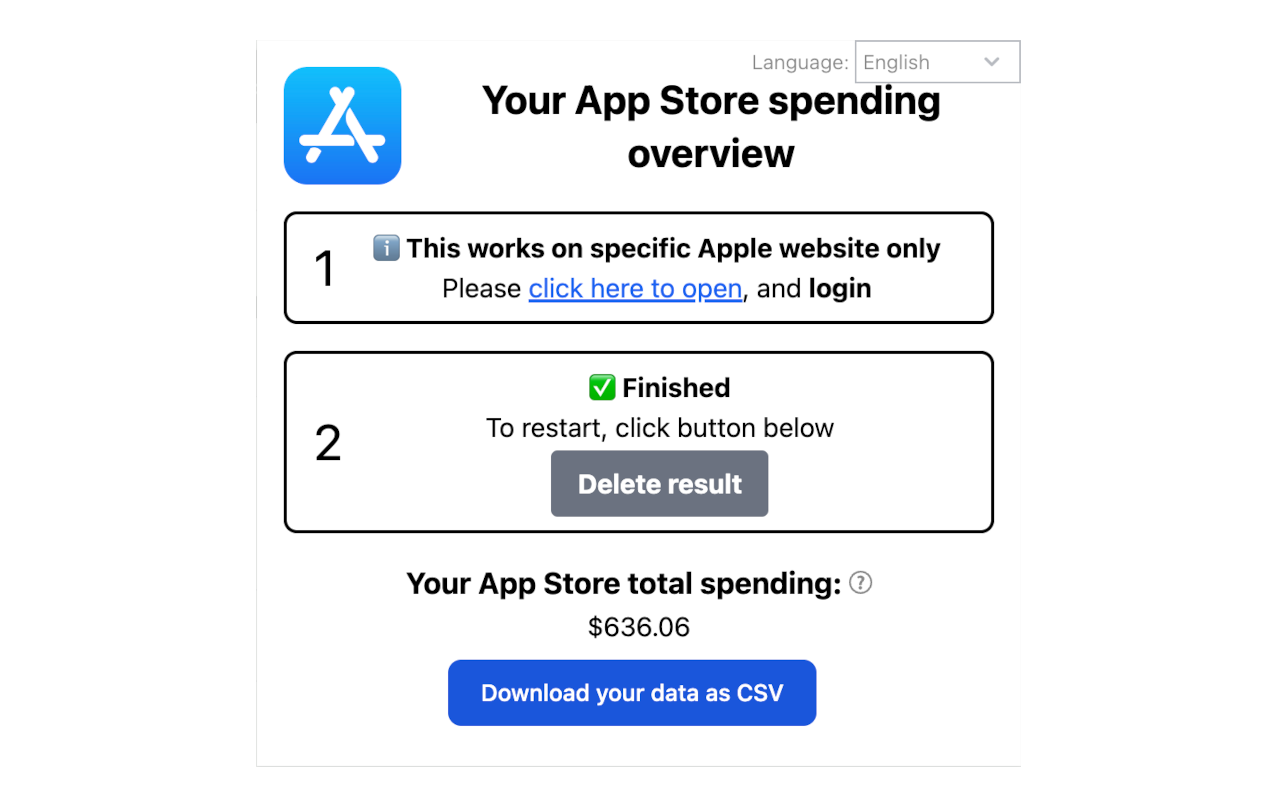 Language: English
Your App Store spending
overview
1
ℹ️ This works on specific Apple website only
Please click here to open, and login
2
✅ Finished
To restart, click button below
Delete result
Your App Store total spending: ?
$636.06
Download your data as CSV